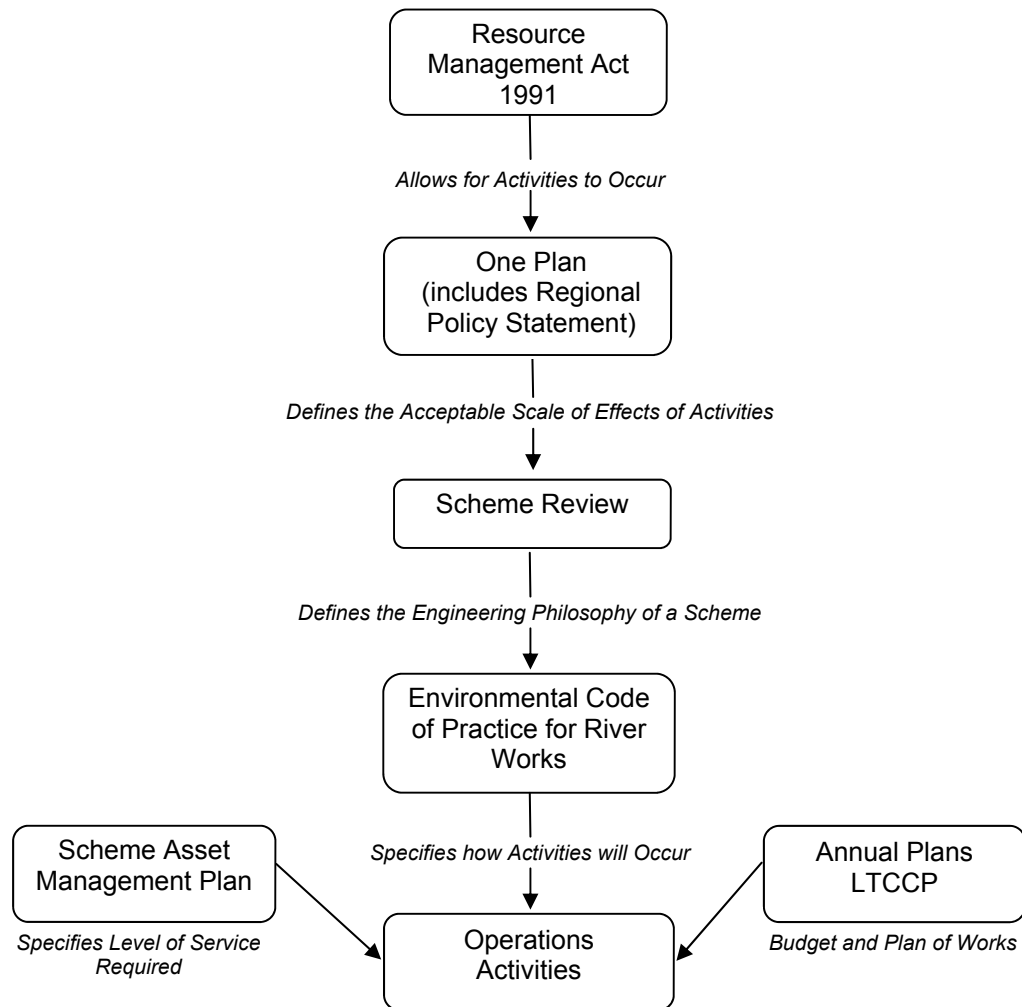 Resource
Management Act
1991
Allows for Activities to Occur
One Plan
(includes Regional
Policy Statement)
Defines the Acceptable Scale of Effects of Activities
Scheme Review
Defines the Engineering Philosophy of a Scheme
Environmental Code
of Practice for River
Works
Scheme Asset
Management Plan
Specifies Level of Service
Required
Specifies how Activities will Occur
Annual Plans
LTCCP
Budget and Plan of Works
Operations
Activities